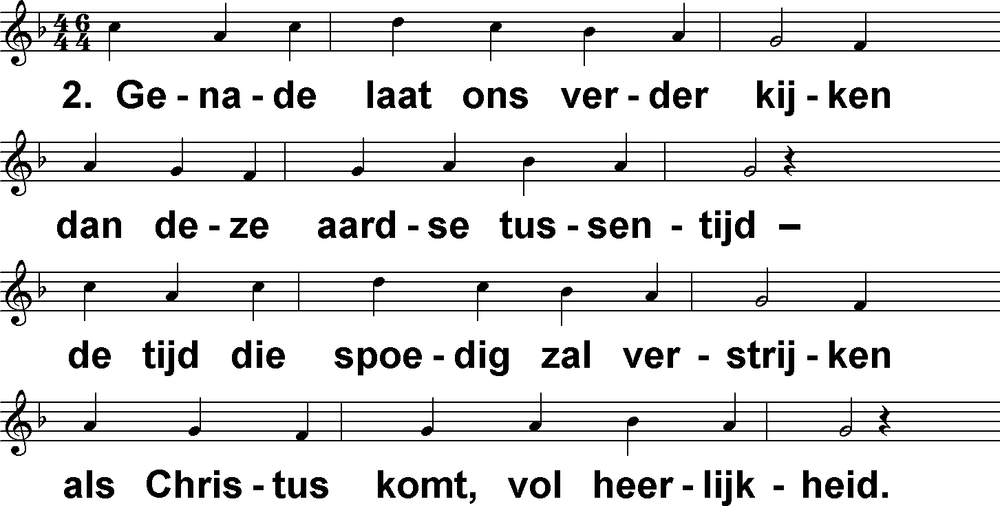 4 6
4 4
2. Ge - na - de laat ons ver - der kij - ken
dan de - ze aard - se tus - sen - tijd –
de tijd die spoe - dig zal ver - strij - ken
als Chris - tus komt, vol heer - lijk - heid.